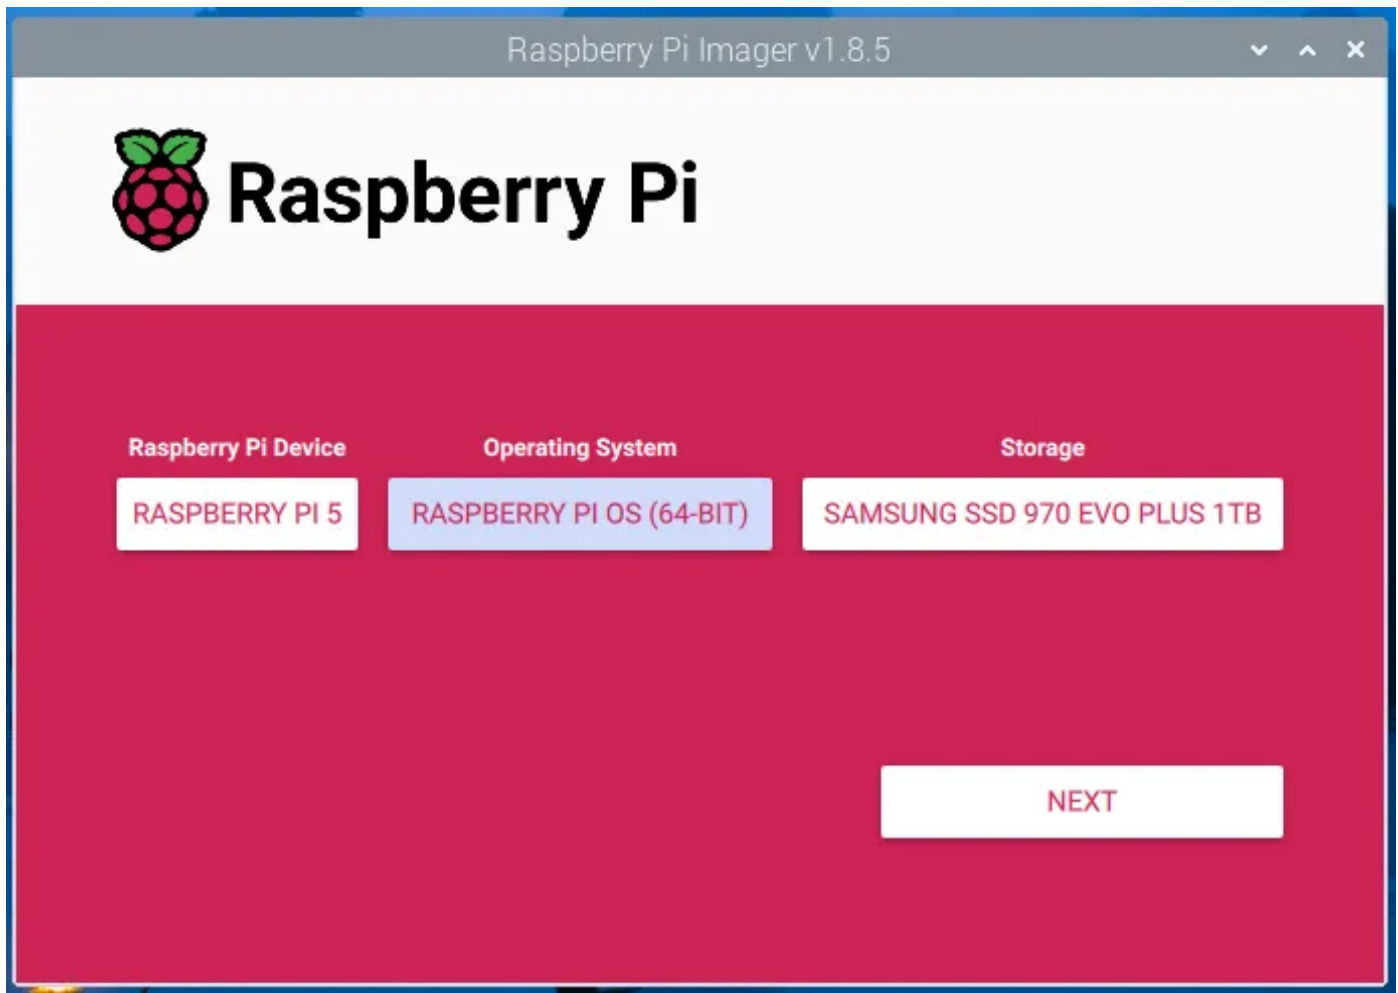 Raspberry Pi Imager v1.8.5
Raspberry Pi
Raspberry Pi Device
Operating System
Storage
RASPBERRY PI 5
RASPBERRY PI OS (64-BIT)
SAMSUNG SSD 970 EVO PLUS 1TB
NEXT